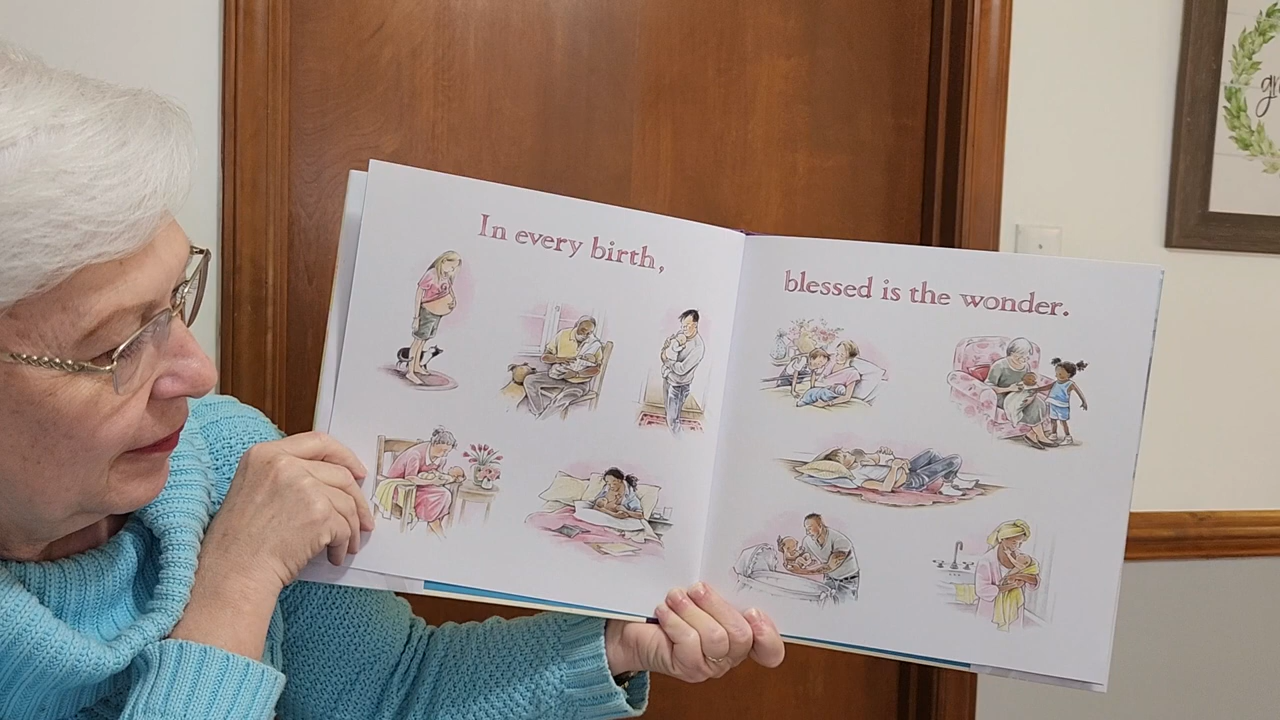 In every birth,
blessed is the wonder.